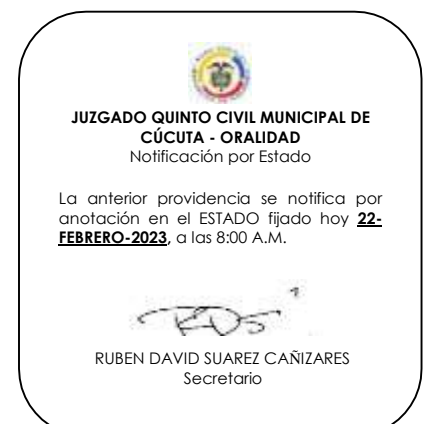 JUZGADO QUINTO CIVIL MUNICIPAL DE
CÚCUTA - ORALIDAD
Notificación por Estado
La anterior providencia se notifica por
anotación en el ESTADO fijado hoy 22-
FEBRERO-2023, a las 8:00 A.M.
RUBEN DAVID SUAREZ CAÑIZARES
Secretario